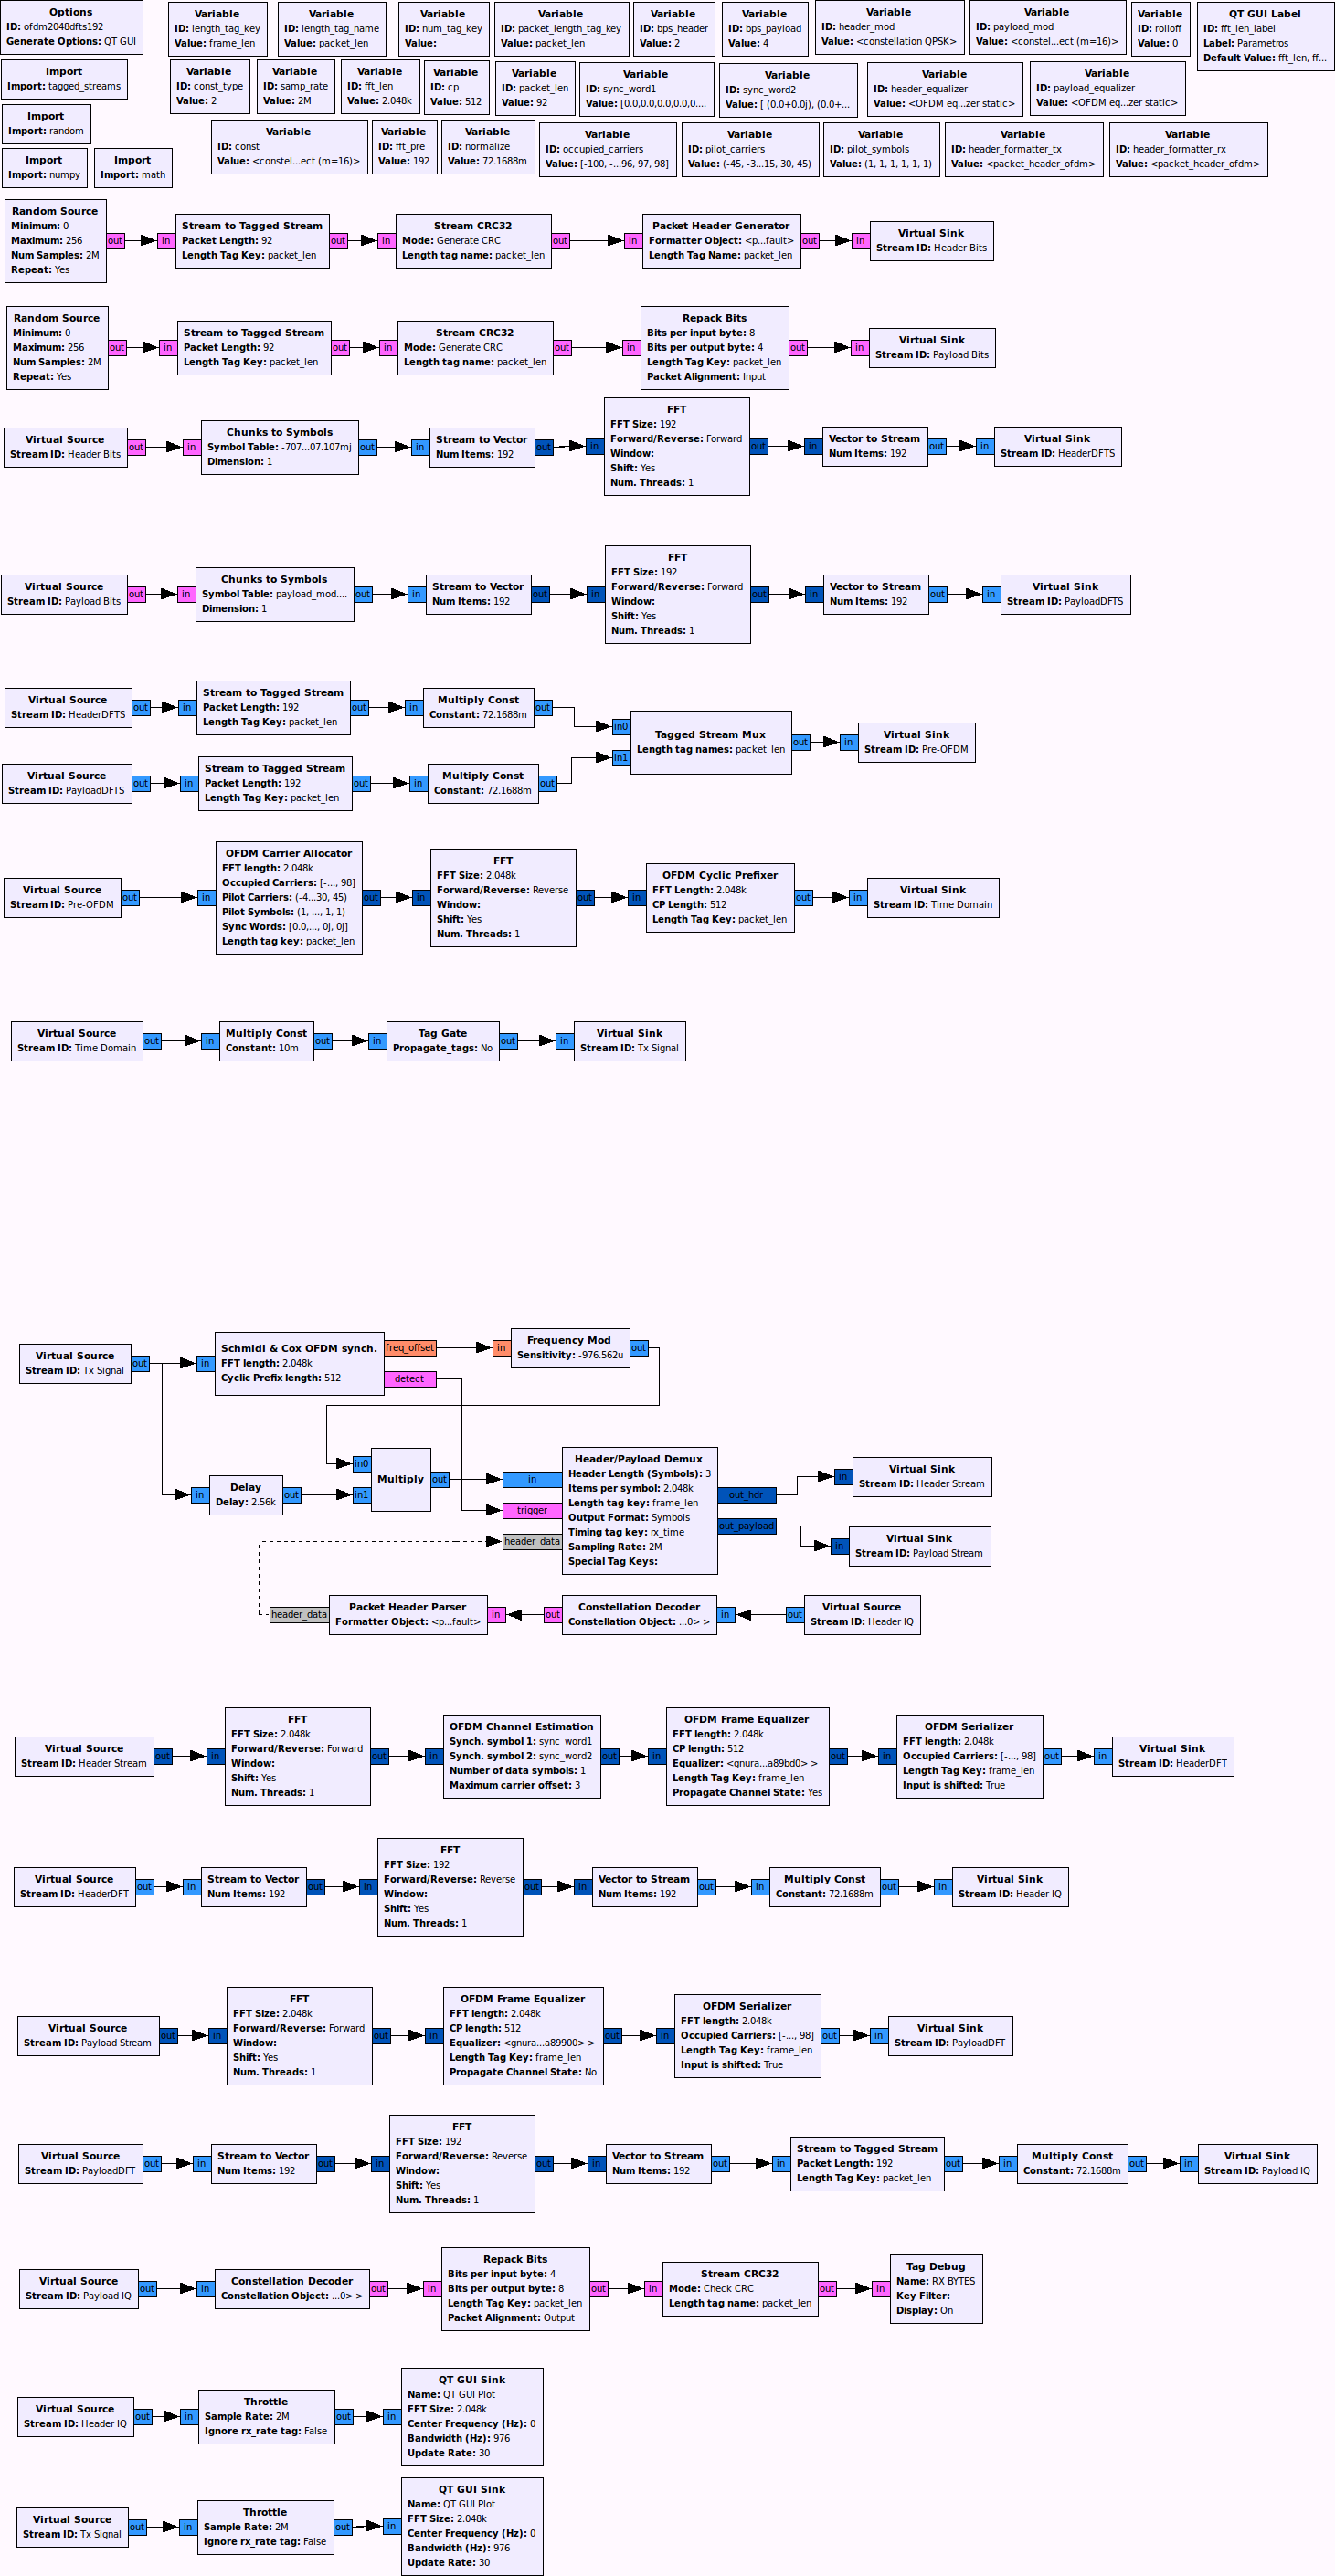 Options
ID: ofdm2048dfts192
Generate Options: QT GUI
Variable
ID: length_tag_key
Value: frame_len
Variable
ID: length_tag_name
Value: packet_len
Variable
ID: num_tag_key
Value:
Variable
ID: packet_length_tag_key
Value: packet_len
Variable
ID: bps_header
Value: 2
Variable
ID: bps_payload
Value: 4
Variable
ID: header_mod
Value: <constellation QPSK>
Variable
ID: payload_mod
Value: <constel...ect (m=16)>
Variable
ID: rolloff
Value: 0
QT GUI Label
ID: fft_len_label
Label: Parametros
Default Value: fft_len, ff...
Import
Import: tagged_streams
Variable
ID: const_type
Value: 2
Variable
ID: samp_rate
Value: 2M
Variable
ID: fft_len
Value: 2.048k
Variable
ID: cp
Value: 512
Variable
ID: packet_len
Value: 92
Variable
ID: sync_word1
Value: [0.0,0.0,0.0,0.0,0....
Variable
ID: sync_word2
Value: [ (0.0+0.0j), (0.0+...
Variable
ID: header_equalizer
Value: <OFDM eq...zer static>
Variable
ID: payload_equalizer
Value: <OFDM eq...zer static>
Import
Import: random
Variable
ID: const
Value: <constel...ect (m=16)>
Variable
ID: fft_pre
Value: 192
Variable
ID: normalize
Value: 72.1688m
Variable
ID: occupied_carriers
Value: [-100, -...96, 97, 98]
Variable
ID: pilot_carriers
Value: (-45, -3...15, 30, 45)
Variable
ID: pilot_symbols
Value: (1, 1, 1, 1, 1, 1)
Variable
ID: header_formatter_tx
Value: <packet_header_ofdm>
Variable
ID: header_formatter_rx
Value: <packet_header_ofdm>
Import
Import: numpy
Import
Import: math
Random Source
Minimum: 0
Maximum: 256
Num Samples: 2M
Repeat: Yes
out
in
Stream to Tagged Stream
Packet Length: 92
Length Tag Key: packet_len
out
in
Stream CRC32
Mode: Generate CRC
Length tag name: packet_len
out
in
Packet Header Generator
Formatter Object: <p...fault>
Length Tag Name: packet_len
out
in
Virtual Sink
Stream ID: Header Bits
Random Source
Minimum: 0
Maximum: 256
Num Samples: 2M
Repeat: Yes
out
in
Stream to Tagged Stream
Packet Length: 92
Length Tag Key: packet_len
out
in
Stream CRC32
Mode: Generate CRC
Length tag name: packet_len
out
in
Repack Bits
Bits per input byte: 8
Bits per output byte: 4
Length Tag Key: packet_len
Packet Alignment: Input
out
in
Virtual Sink
Stream ID: Payload Bits
Virtual Source
Stream ID: Header Bits
out
in
Chunks to Symbols
Symbol Table: -707...07.107mj
Dimension: 1
out
in
Stream to Vector
Num Items: 192
out
in
FFT
FFT Size: 192
Forward/Reverse: Forward
Window:
Shift: Yes
Num. Threads: 1
out
in
Vector to Stream
Num Items: 192
out
in
Virtual Sink
Stream ID: HeaderDFTS
Virtual Source
Stream ID: Payload Bits
out
in
Chunks to Symbols
Symbol Table: payload_mod....
Dimension: 1
out
in
Stream to Vector
Num Items: 192
out
in
FFT
FFT Size: 192
Forward/Reverse: Forward
Window:
Shift: Yes
Num. Threads: 1
out
in
Vector to Stream
Num Items: 192
out
in
Virtual Sink
Stream ID: PayloadDFTS
Virtual Source
Stream ID: HeaderDFTS
out
in
Stream to Tagged Stream
Packet Length: 192
Length Tag Key: packet_len
out
in
Multiply Const
Constant: 72.1688m
out
Virtual Source
Stream ID: PayloadDFTS
out
in
Stream to Tagged Stream
Packet Length: 192
Length Tag Key: packet_len
out
in
Multiply Const
Constant: 72.1688m
out
in0
in1
Tagged Stream Mux
Length tag names: packet_len
out
in
Virtual Sink
Stream ID: Pre-OFDM
Virtual Source
Stream ID: Pre-OFDM
out
in
OFDM Carrier Allocator
FFT length: 2.048k
Occupied Carriers: [-..., 98]
Pilot Carriers: (-4...30, 45)
Pilot Symbols: (1, ..., 1, 1)
Sync Words: [0.0,..., 0j, 0j]
Length tag key: packet_len
out
in
FFT
FFT Size: 2.048k
Forward/Reverse: Reverse
Window:
Shift: Yes
Num. Threads: 1
out
in
OFDM Cyclic Prefixer
FFT Length: 2.048k
CP Length: 512
Length Tag Key: packet_len
out
in
Virtual Sink
Stream ID: Time Domain
Virtual Source
Stream ID: Time Domain
out
in
Multiply Const
Constant: 10m
out
in
Tag Gate
Propagate_tags: No
out
in
Virtual Sink
Stream ID: Tx Signal
Virtual Source
Stream ID: Tx Signal
out
in
Schmidl & Cox OFDM synch.
FFT length: 2.048k
Cyclic Prefix length: 512
freq_offset
detect
in
Frequency Mod
Sensitivity: -976.562u
out
in
Delay
Delay: 2.56k
out
in0
in1
Multiply
out
in
trigger
header_data
Header/Payload Demux
Header Length (Symbols): 3
Items per symbol: 2.048k
Length tag key: frame_len
Output Format: Symbols
Timing tag key: rx_time
Sampling Rate: 2M
Special Tag Keys:
out_hdr
out_payload
in
Virtual Sink
Stream ID: Header Stream
in
Virtual Sink
Stream ID: Payload Stream
header_data
Packet Header Parser
Formatter Object: <p...fault>
in
out
Constellation Decoder
Constellation Object: ...0> >
in
out
Virtual Source
Stream ID: Header IQ
Virtual Source
Stream ID: Header Stream
out
in
FFT
FFT Size: 2.048k
Forward/Reverse: Forward
Window:
Shift: Yes
Num. Threads: 1
out
in
OFDM Channel Estimation
Synch. symbol 1: sync_word1
Synch. symbol 2: sync_word2
Number of data symbols: 1
Maximum carrier offset: 3
out
in
OFDM Frame Equalizer
FFT length: 2.048k
CP length: 512
Equalizer: <gnura...a89bd0> >
Length Tag Key: frame_len
Propagate Channel State: Yes
out
in
OFDM Serializer
FFT length: 2.048k
Occupied Carriers: [-..., 98]
Length Tag Key: frame_len
Input is shifted: True
out
in
Virtual Sink
Stream ID: HeaderDFT
Virtual Source
Stream ID: HeaderDFT
out
in
Stream to Vector
Num Items: 192
out
in
FFT
FFT Size: 192
Forward/Reverse: Reverse
Window:
Shift: Yes
Num. Threads: 1
out
in
Vector to Stream
Num Items: 192
out
in
Multiply Const
Constant: 72.1688m
out
in
Virtual Sink
Stream ID: Header IQ
Virtual Source
Stream ID: Payload Stream
out
in
FFT
FFT Size: 2.048k
Forward/Reverse: Forward
Window:
Shift: Yes
Num. Threads: 1
out
in
OFDM Frame Equalizer
FFT length: 2.048k
CP length: 512
Equalizer: <gnura...a89900> >
Length Tag Key: frame_len
Propagate Channel State: No
out
in
OFDM Serializer
FFT length: 2.048k
Occupied Carriers: [-..., 98]
Length Tag Key: frame_len
Input is shifted: True
out
in
Virtual Sink
Stream ID: PayloadDFT
Virtual Source
Stream ID: PayloadDFT
out
in
Stream to Vector
Num Items: 192
out
in
FFT
FFT Size: 192
Forward/Reverse: Reverse
Window:
Shift: Yes
Num. Threads: 1
out
in
Vector to Stream
Num Items: 192
out
in
Stream to Tagged Stream
Packet Length: 192
Length Tag Key: packet_len
out
in
Multiply Const
Constant: 72.1688m
out
in
Virtual Sink
Stream ID: Payload IQ
Virtual Source
Stream ID: Payload IQ
out
in
Constellation Decoder
Constellation Object: ...0> >
out
in
Repack Bits
Bits per input byte: 4
Bits per output byte: 8
Length Tag Key: packet_len
Packet Alignment: Output
out
in
Stream CRC32
Mode: Check CRC
Length tag name: packet_len
out
in
Tag Debug
Name: RX BYTES
Key Filter:
Display: On
Virtual Source
Stream ID: Header IQ
out
in
Throttle
Sample Rate: 2M
Ignore rx_rate tag: False
out
in
QT GUI Sink
Name: QT GUI Plot
FFT Size: 2.048k
Center Frequency (Hz): 0
Bandwidth (Hz): 976
Update Rate: 30
Virtual Source
Stream ID: Tx Signal
out
in
Throttle
Sample Rate: 2M
Ignore rx_rate tag: False
out
in
QT GUI Sink
Name: QT GUI Plot
FFT Size: 2.048k
Center Frequency (Hz): 0
Bandwidth (Hz): 976
Update Rate: 30